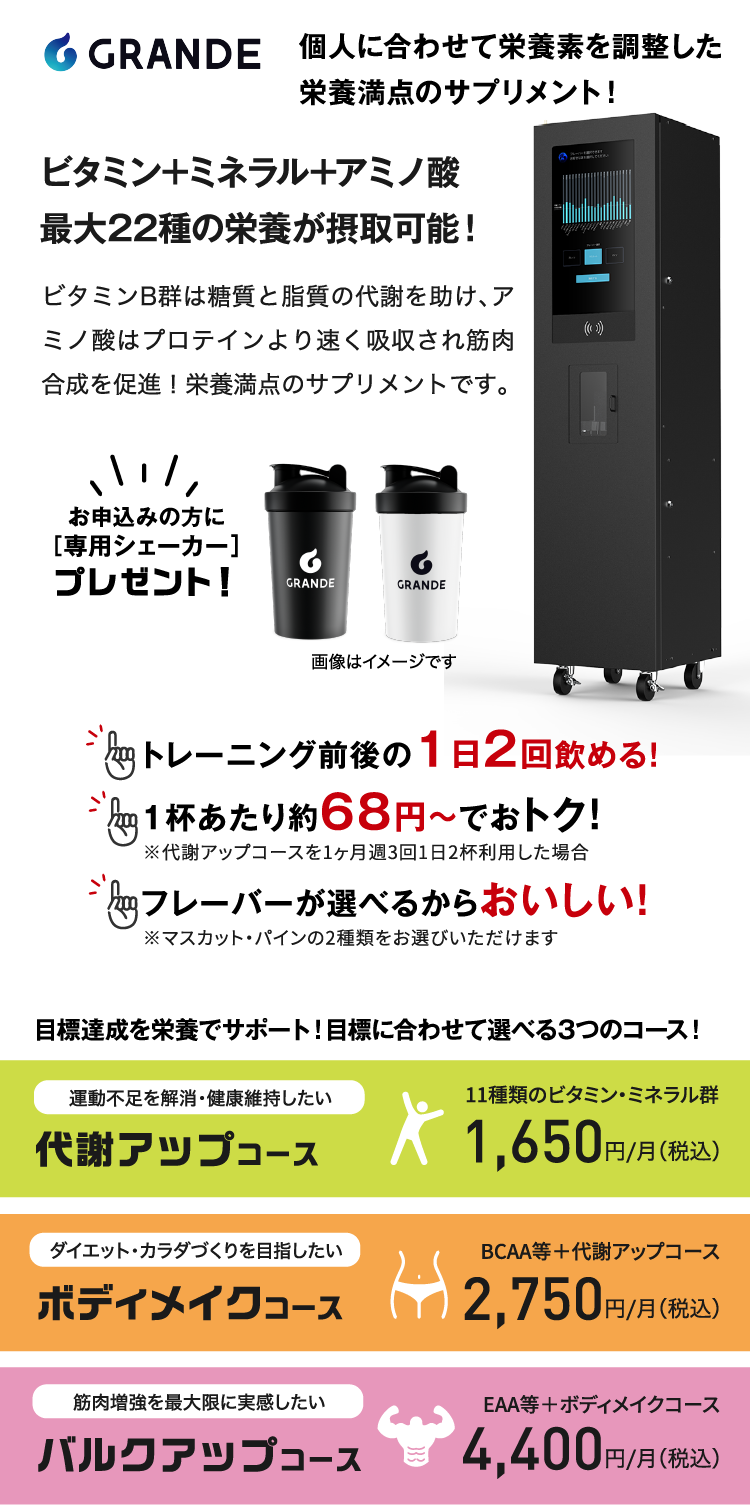 GRANDE
個人に合わせて栄養素を調整した
栄養満点のサプリメント！
ビタミン＋ミネラル＋アミノ酸
最大22種の栄養が摂取可能！
ビタミンB群は糖質と脂質の代謝を助け、ア
ミノ酸はプロテインより速く吸収され筋肉
合成を促進！栄養満点のサプリメントです。
お申込みの方に
［専用シェーカー］
プレゼント！
GRANDE
GRANDE
画像はイメージです
トレーニング前後の1日2回飲める！
1杯あたり約68円〜でおトク！
※代謝アップコースを1ヶ月週3回1日2杯利用した場合
フレーバーが選べるからおいしい！
※マスカット・パインの2種類をお選びいただけます
目標達成を栄養でサポート！目標に合わせて選べる3つのコース！
運動不足を解消・健康維持したい
代謝アップコース
11種類のビタミン・ミネラル群
1,650円/月（税込）
ダイエット・カラダづくりを目指したい
ボディメイクコース
BCAA等＋代謝アップコース
2,750円/月（税込）
筋肉増強を最大限に実感したい
バルクアップコース
EAA等＋ボディメイクコース
4,400円/月（税込）